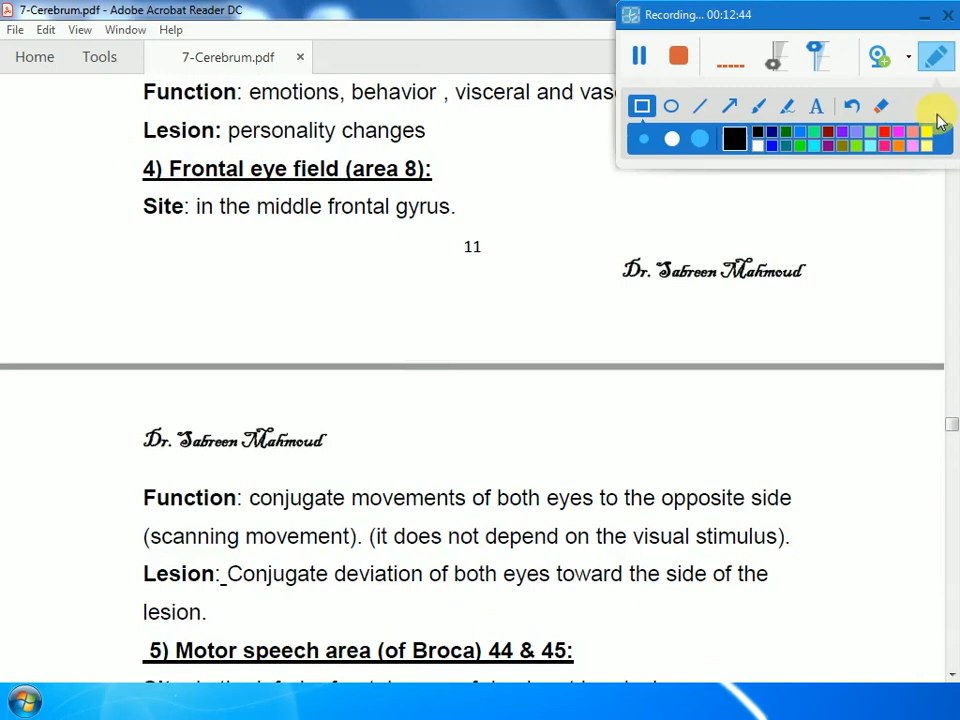 7-Cerebrum.pdf - Adobe Acrobat Reader DC
File Edit View Window Help
Home Tools 7-Cerebrum.pdf ×
Recording... 00:12:44
A
Function: emotions, behavior , visceral and
Lesion: personality changes
4) Frontal eye field (area 8):
Site: in the middle frontal gyrus.
11
Dr. Sabreen Mahmoud
Dr. Sabreen Mahmoud
Function: conjugate movements of both eyes to the opposite side
(scanning movement). (it does not depend on the visual stimulus).
Lesion: Conjugate deviation of both eyes toward the side of the
lesion.
5) Motor speech area (of Broca) 44 & 45: